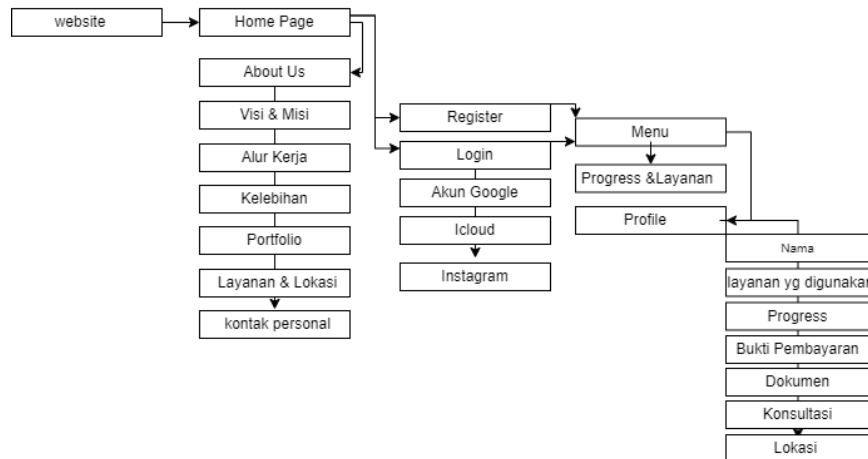 website
Home Page
About Us
Visi & Misi
Alur Kerja
Kelebihan
Portfolio
Layanan & Lokasi
kontak personal
Register
Login
Akun Google
Icloud
Instagram
Menu
Progress &Layanan
Profile
Nama
layanan yg digunakan
Progress
Bukti Pembayaran
Dokumen
Konsultasi
Lokasi